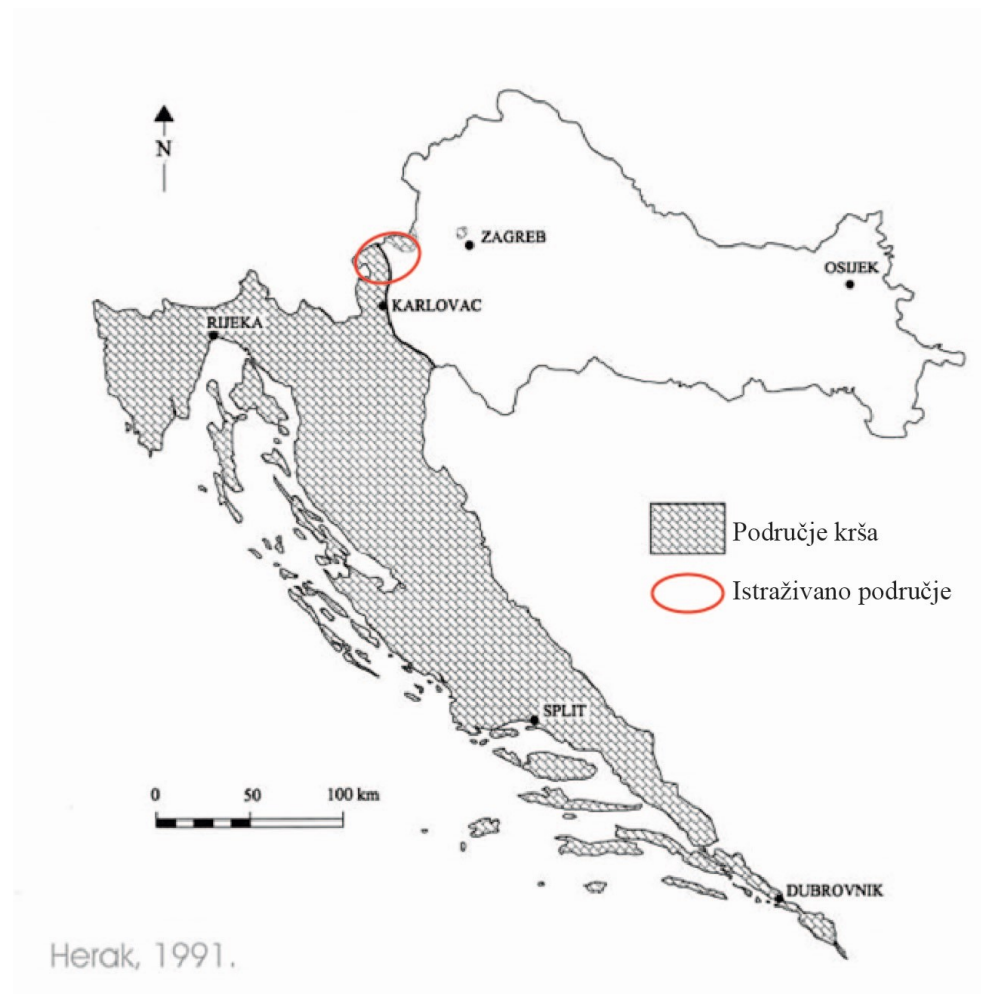 N
ZAGREB
OSIJEK
KARLOVAC
RIJEKA
Područje krša
Istraživano područje
SPLIT
0 50 100 km
DUBROVNIK
Herak, 1991.